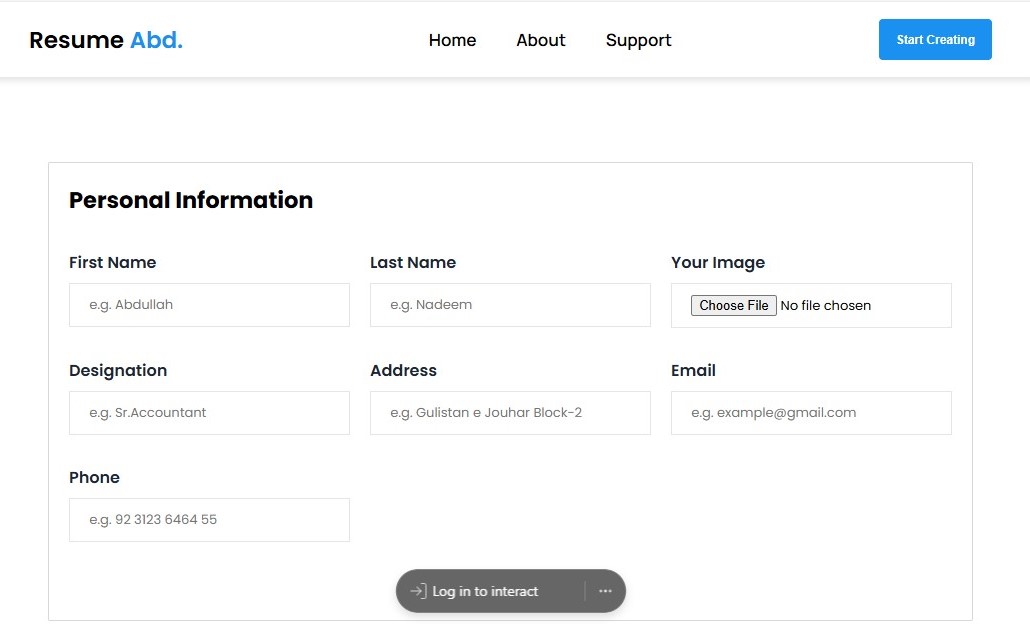 Resume Abd.
Home About Support
Start Creating
Personal Information
First Name Last Name Your Image
e.g. Abdullah e.g. Nadeem Choose File No file chosen
Designation Address Email
e.g. Sr.Accountant e.g. Gulistan e Jouhar Block-2 e.g. example@gmail.com
Phone
e.g. 92 3123 6464 55
Log in to interact